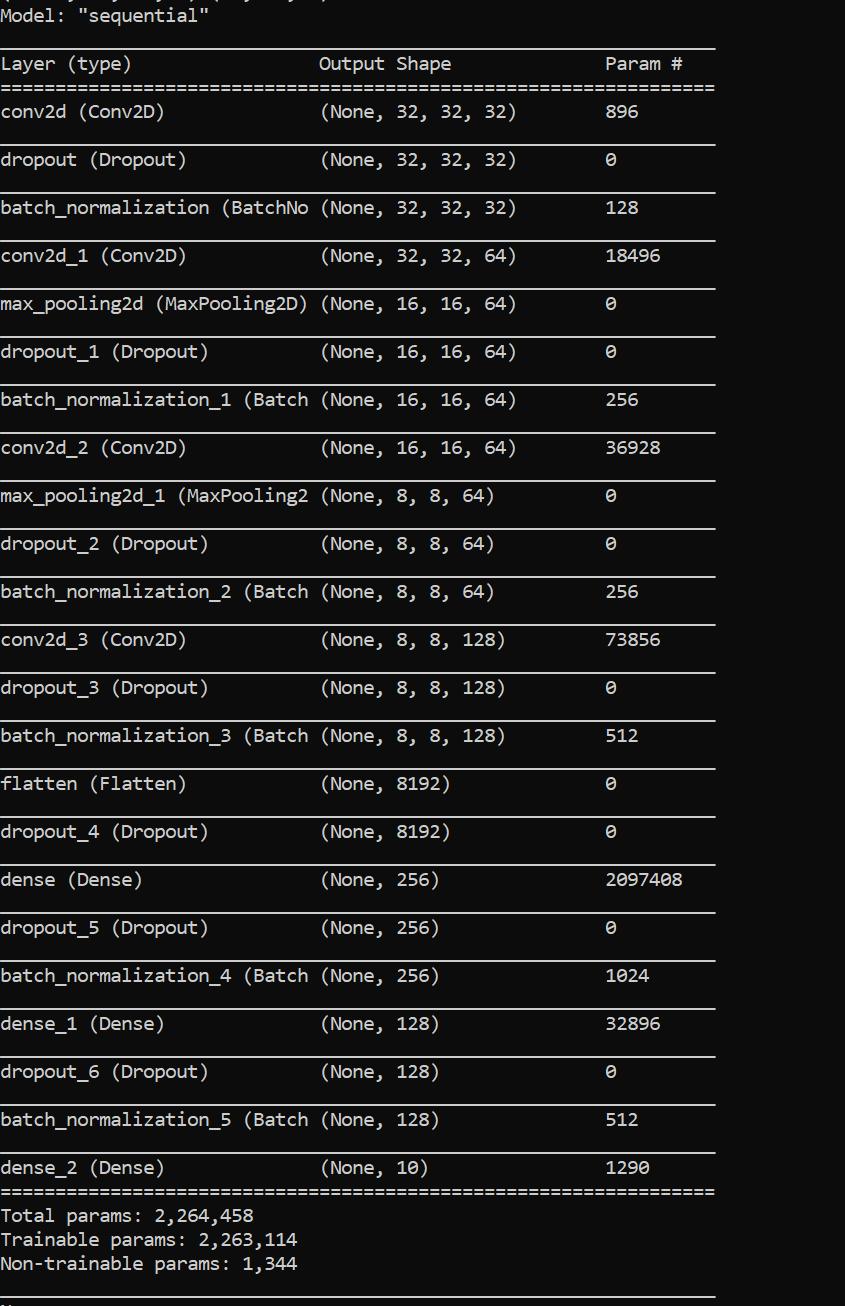 Model: "sequential"
Layer (type) Output Shape Param #
=================================================================
conv2d (Conv2D) (None, 32, 32, 32) 896
dropout (Dropout) (None, 32, 32, 32) 0
batch_normalization (BatchNo (None, 32, 32, 32) 128
conv2d_1 (Conv2D) (None, 32, 32, 64) 18496
max_pooling2d (MaxPooling2D) (None, 16, 16, 64) 0
dropout_1 (Dropout) (None, 16, 16, 64) 0
batch_normalization_1 (Batch (None, 16, 16, 64) 256
conv2d_2 (Conv2D) (None, 16, 16, 64) 36928
max_pooling2d_1 (MaxPooling2 (None, 8, 8, 64) 0
dropout_2 (Dropout) (None, 8, 8, 64) 0
batch_normalization_2 (Batch (None, 8, 8, 64) 256
conv2d_3 (Conv2D) (None, 8, 8, 128) 73856
dropout_3 (Dropout) (None, 8, 8, 128) 0
batch_normalization_3 (Batch (None, 8, 8, 128) 512
flatten (Flatten) (None, 8192) 0
dropout_4 (Dropout) (None, 8192) 0
dense (Dense) (None, 256) 2097408
dropout_5 (Dropout) (None, 256) 0
batch_normalization_4 (Batch (None, 256) 1024
dense_1 (Dense) (None, 128) 32896
dropout_6 (Dropout) (None, 128) 0
batch_normalization_5 (Batch (None, 128) 512
dense_2 (Dense) (None, 10) 1290
=================================================================
Total params: 2,264,458
Trainable params: 2,263,114
Non-trainable params: 1,344